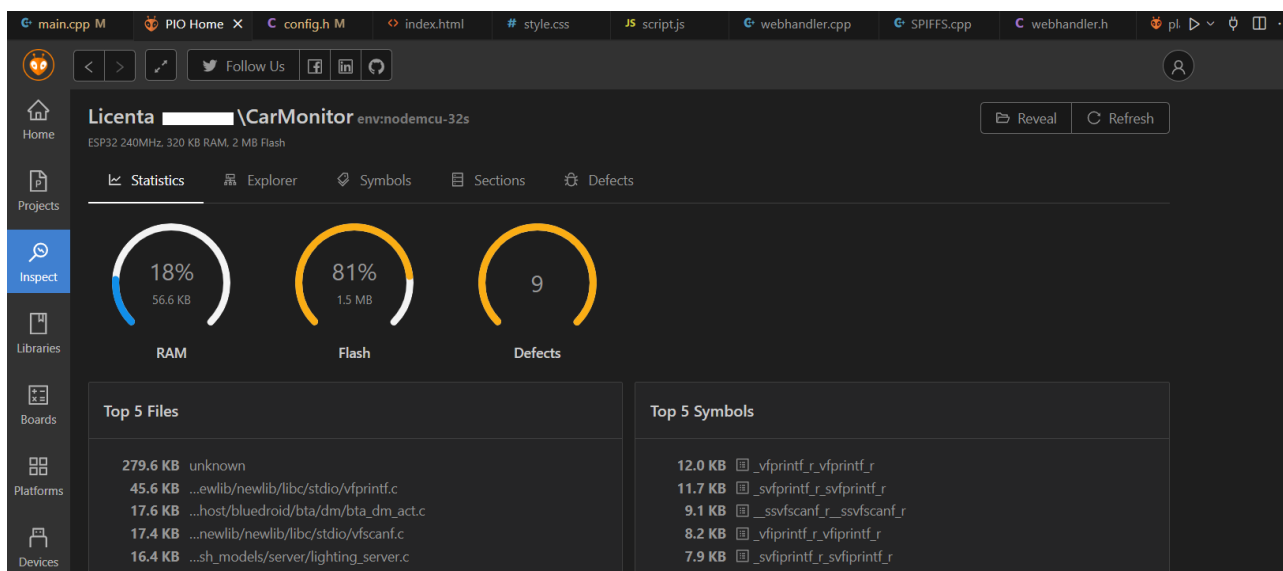 main.cpp M PIO Home config.h M index.html style.css script.js webhandler.cpp SPIFFS.cpp webhandler.h pl
Follow Us
Home
Projects
Inspect
Libraries
Boards
Platforms
Devices
Licenta \CarMonitor env:nodemcu-32s
Reveal Refresh
ESP32 240MHz, 320 KB RAM, 2 MB Flash
Statistics Explorer Symbols Sections Defects
18% 81% 9
56.6 KB 1.5 MB
RAM Flash Defects
Top 5 Files
279.6 KB unknown
45.6 KB ...ewlib/newlib/libc/stdio/vfprintf.c
17.6 KB ...host/bluedroid/bta/dm/bta_dm_act.c
17.4 KB ...newlib/newlib/libc/stdio/vfscanf.c
16.4 KB ...sh_models/server/lighting_server.c
Top 5 Symbols
12.0 KB _vfprintf_r_vfprintf_r
11.7 KB _svfprintf_r_svfprintf_r
9.1 KB __ssvfscanf_r__ssvfscanf_r
8.2 KB _vfiprintf_r_vfiprintf_r
7.9 KB _svfiprintf_r_svfiprintf_r